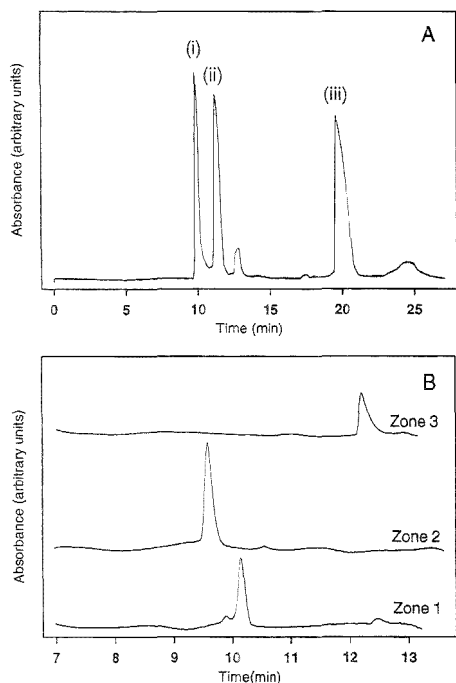 A
(i)
(ii)
(iii)
Absorbance (arbitrary units)
0 5 10 15 20 25
Time (min)
B
Zone 3
Zone 2
Zone 1
Absorbance (arbitrary units)
7 8 9 10 11 12 13
Time(min)